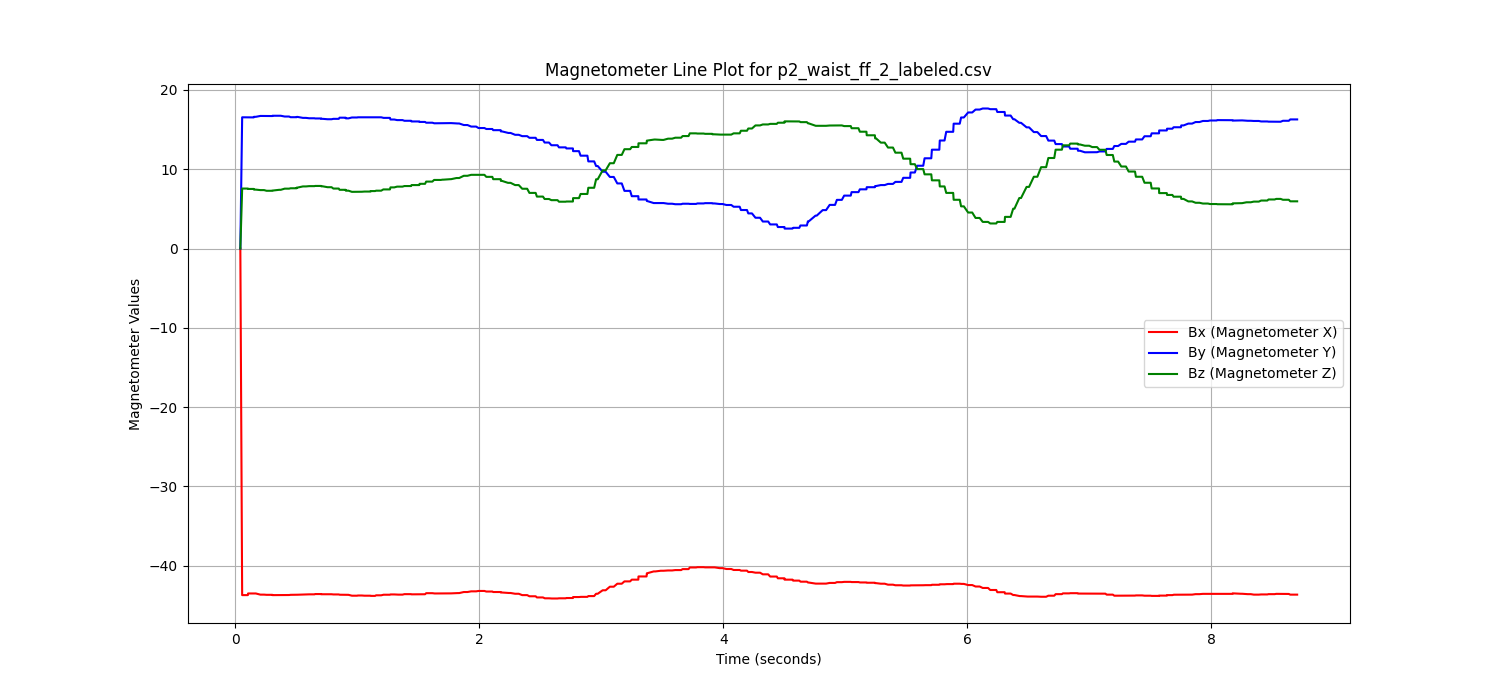 Magnetometer Line Plot for p2_waist_ff_2_labeled.csv
20
10
0
−10
−20
−30
−40
Magnetometer Values
Bx (Magnetometer X)
By (Magnetometer Y)
Bz (Magnetometer Z)
0 2 4 6 8
Time (seconds)